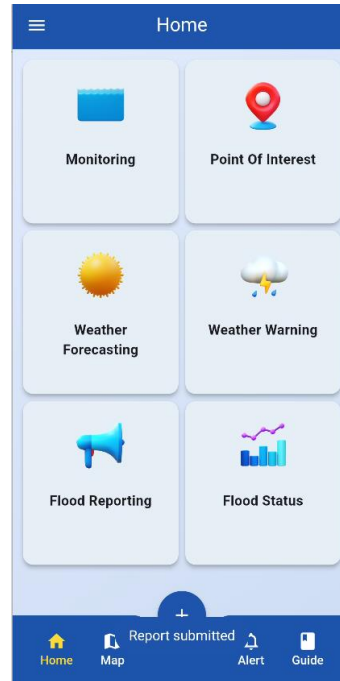 Home
Monitoring
Point Of Interest
Weather
Forecasting
Weather Warning
Flood Reporting
Flood Status
+
Report submitted
Home
Map
Alert
Guide